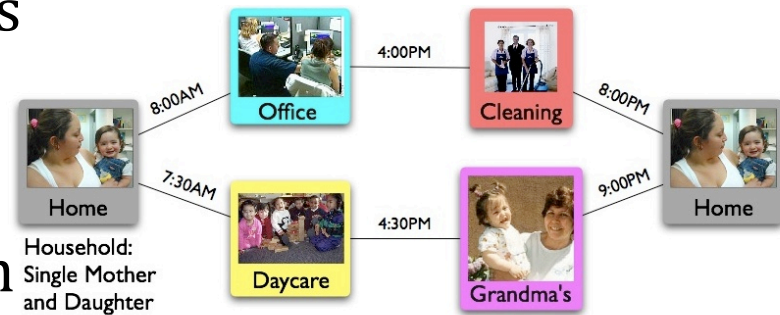 s
8:00AM
Office
4:00PM
Cleaning
8:00PM
Home
7:30AM
Daycare
4:30PM
Grandma's
9:00PM
Home
Household:
Single Mother
and Daughter
n